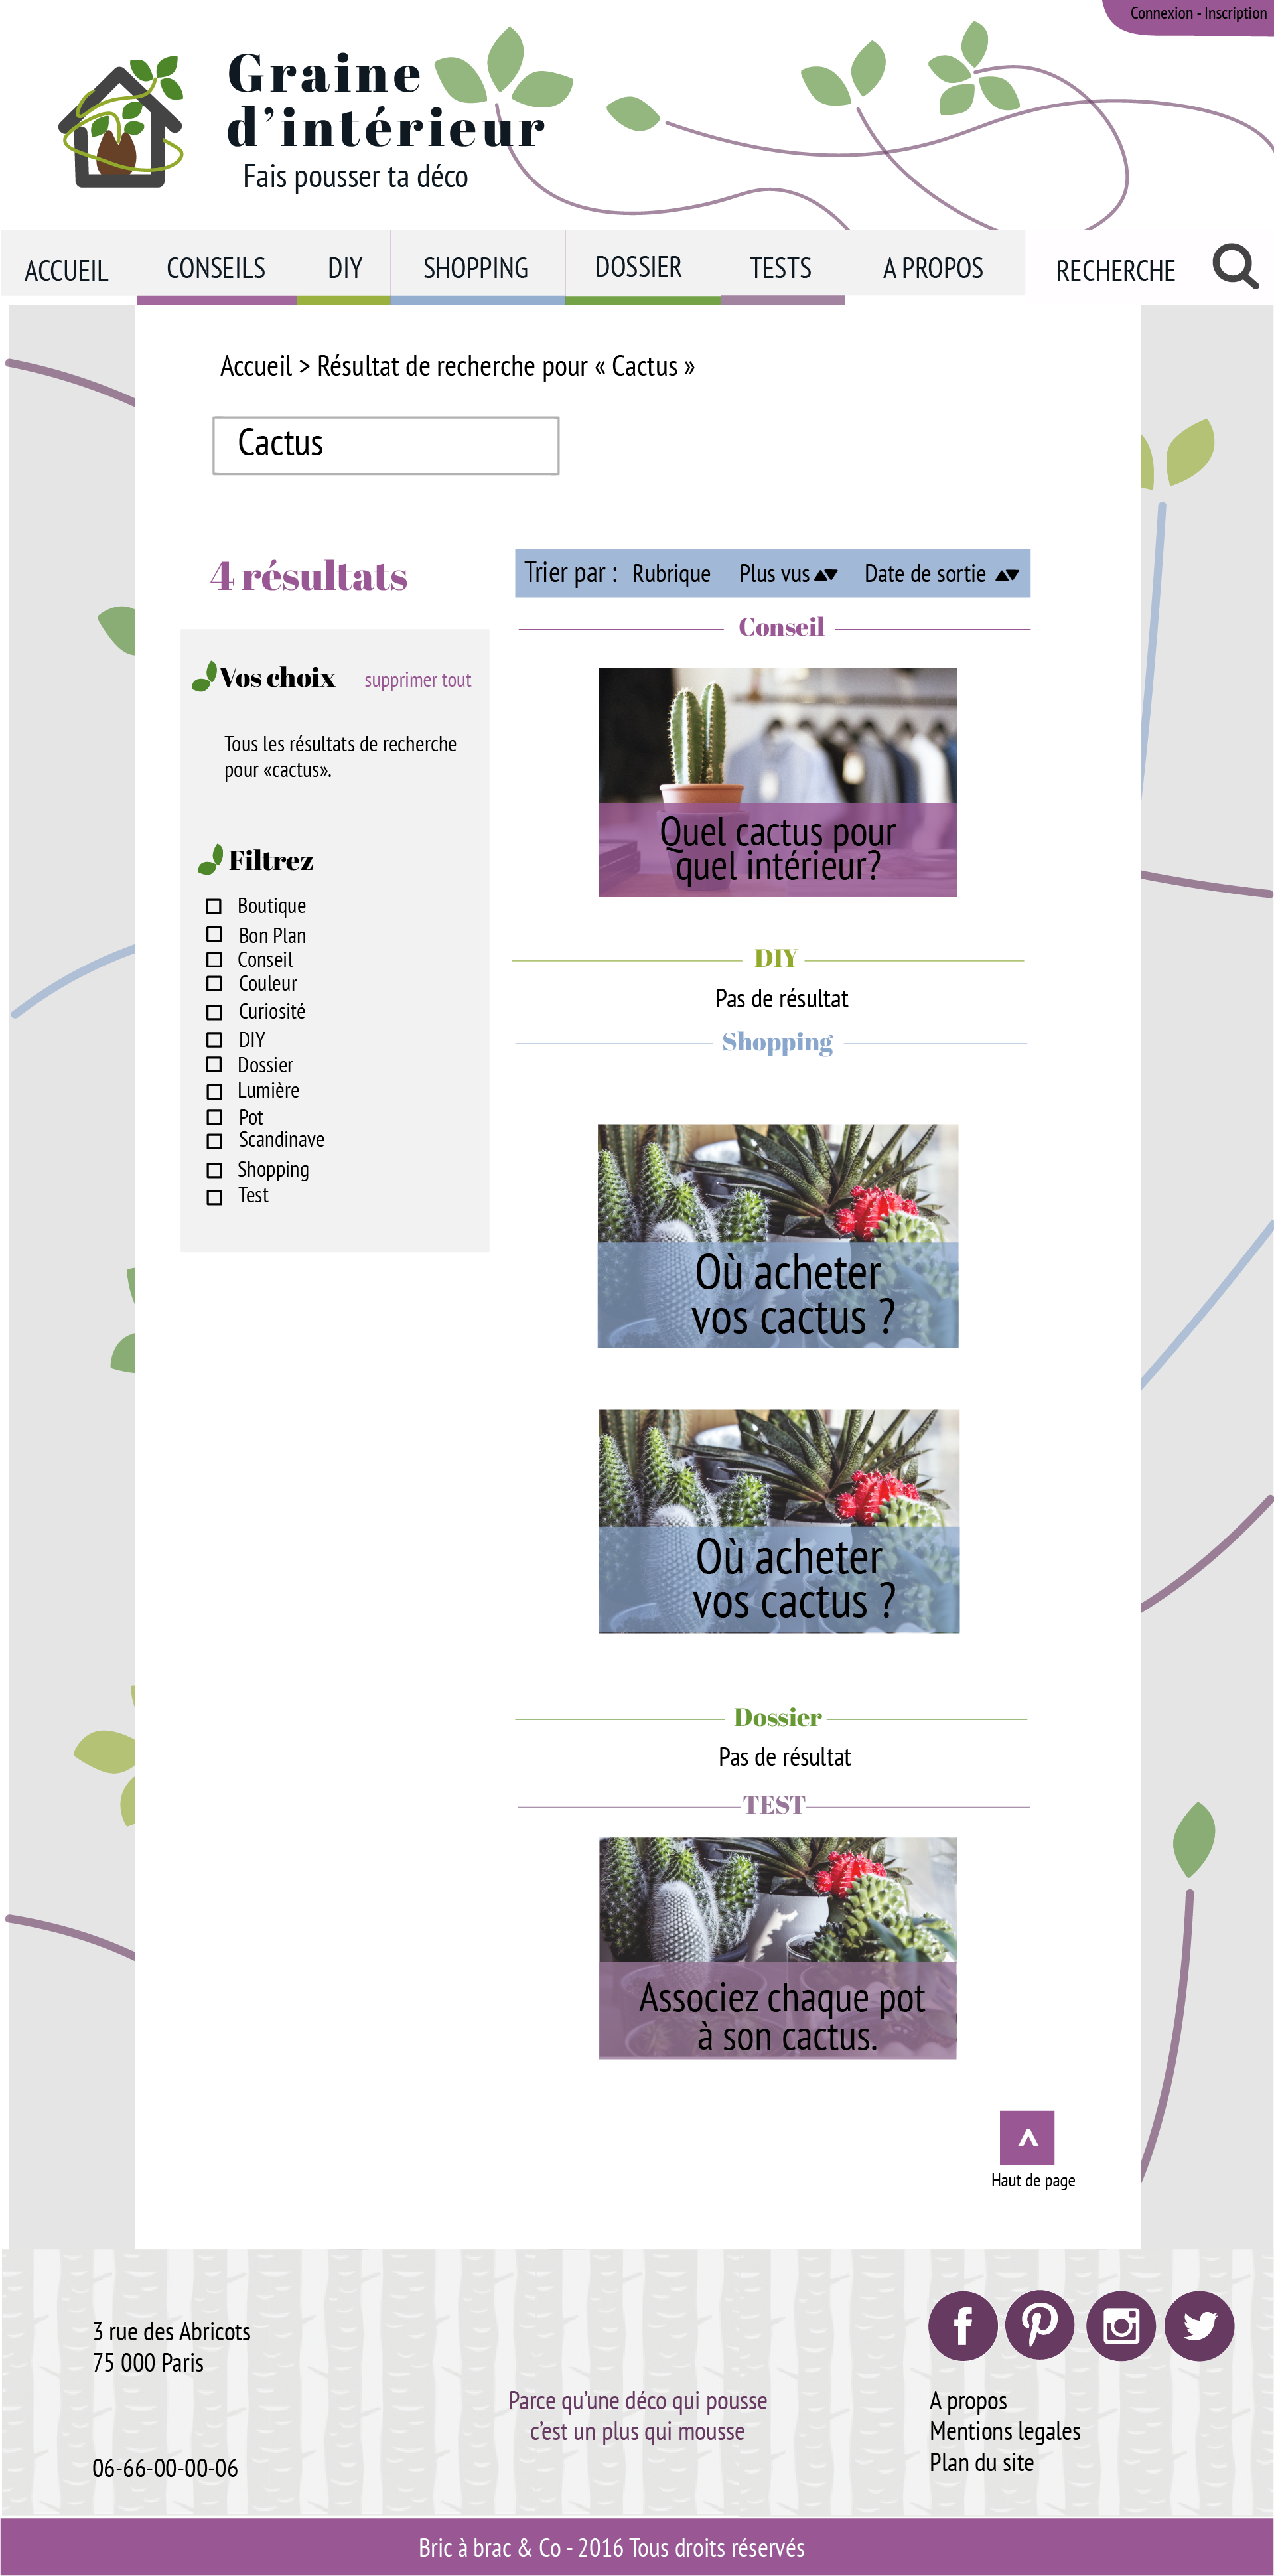 Connexion - Inscription
Graine
d’intérieur
Fais pousser ta déco
ACCUEIL
CONSEILS
DIY
SHOPPING
DOSSIER
TESTS
A PROPOS
RECHERCHE
Accueil > Résultat de recherche pour « Cactus »
Cactus
4 résultats
Vos choix
supprimer tout
Tous les résultats de recherche
pour «cactus».
Filtrez
Boutique
Bon Plan
Conseil
Couleur
Curiosité
DIY
Dossier
Lumière
Pot
Scandinave
Shopping
Test
Trier par : Rubrique Plus vus Date de sortie
Conseil
Quel cactus pour
quel intérieur?
DIY
Pas de résultat
Shopping
Où acheter
vos cactus ?
Où acheter
vos cactus ?
Dossier
Pas de résultat
TEST
Associez chaque pot
à son cactus.
Haut de page
3 rue des Abricots
75 000 Paris
06-66-00-00-06
Parce qu’une déco qui pousse
c’est un plus qui mousse
A propos
Mentions legales
Plan du site
Bric à brac & Co - 2016 Tous droits réservés